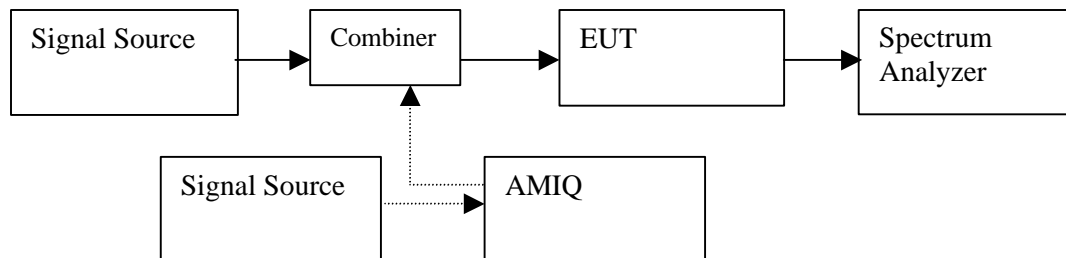 Signal Source
Combiner
EUT
Spectrum
Analyzer
Signal Source
AMIQ